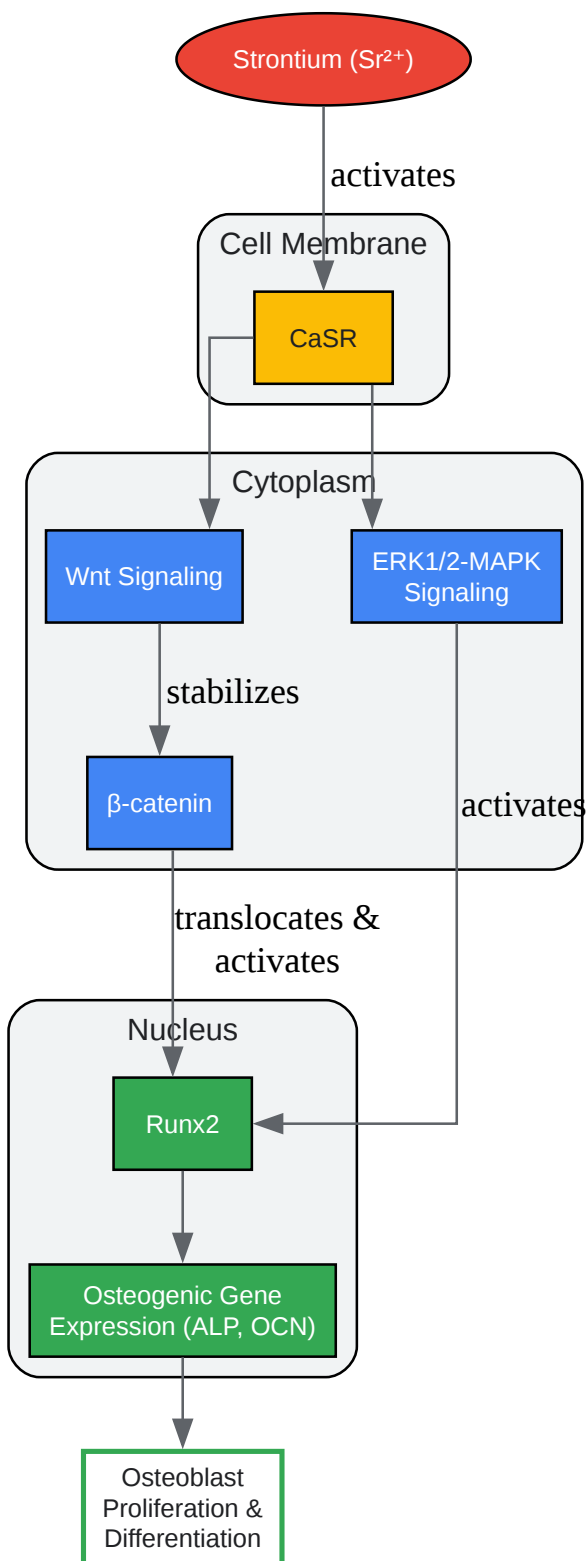 Strontium (Sr²⁺)
activates
Cell Membrane
CaSR
Cytoplasm
Wnt Signaling
ERK1/2-MAPK
Signaling
stabilizes
β-catenin
activates
translocates &
activates
Nucleus
Runx2
Osteogenic Gene
Expression (ALP, OCN)
Osteoblast
Proliferation &
Differentiation